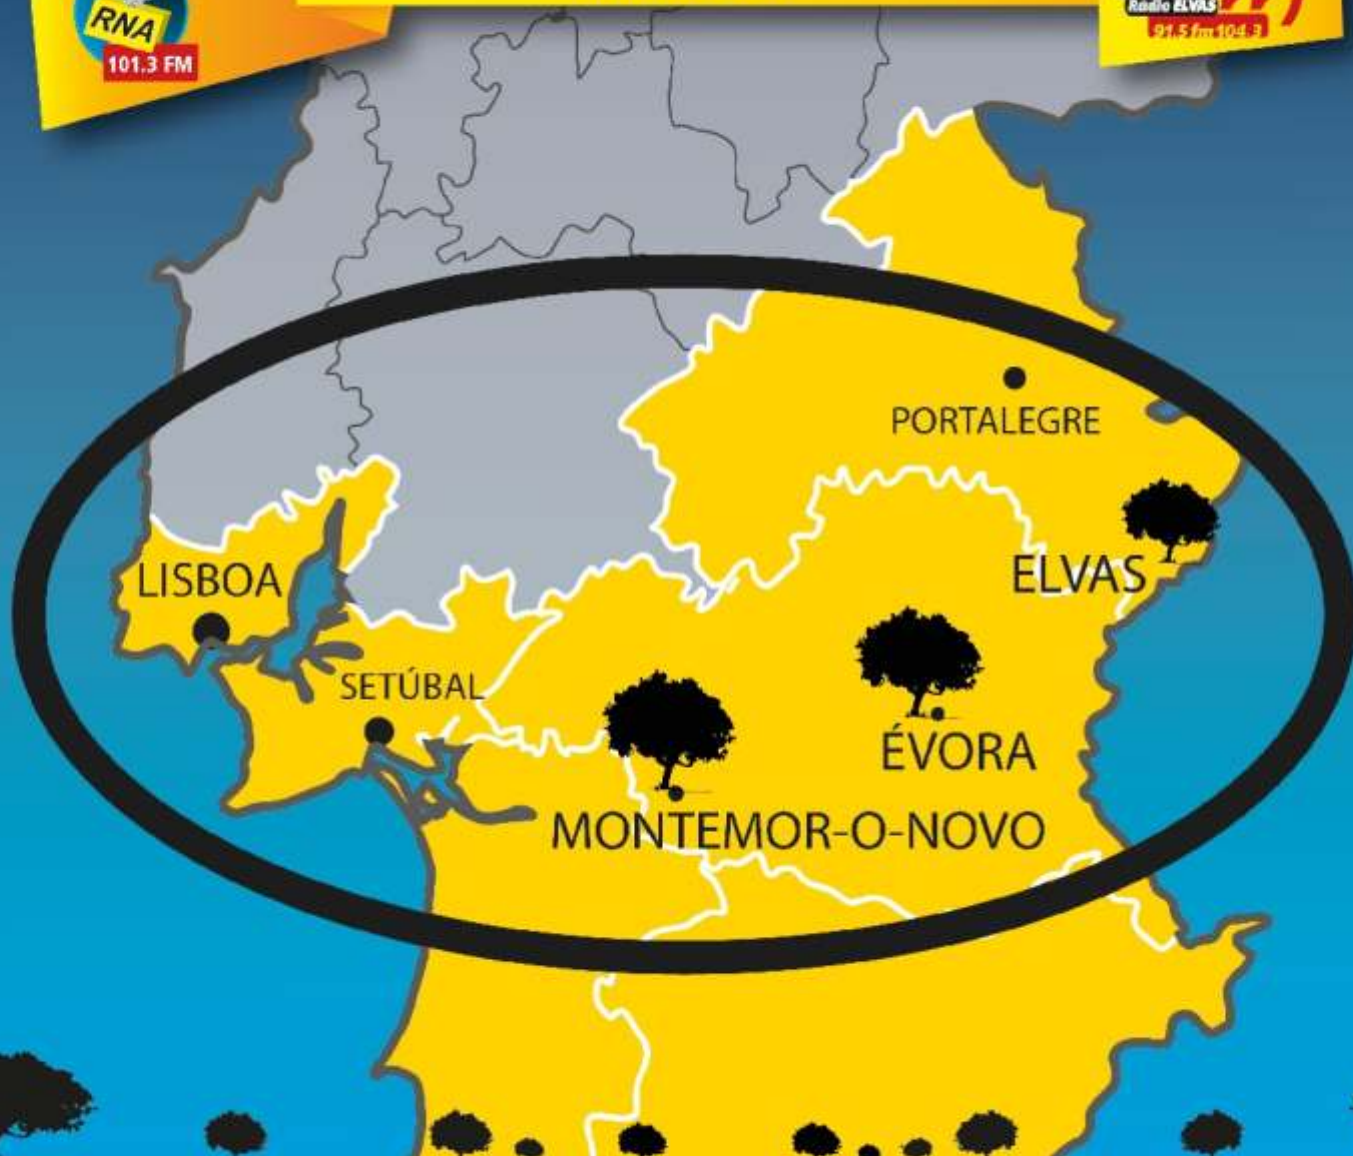 RNA
101.3 FM
Rádio ELVAS
91.5 fm 104.3
PORTALEGRE
LISBOA
ELVAS
SETÚBAL
ÉVORA
MONTEMOR-O-NOVO